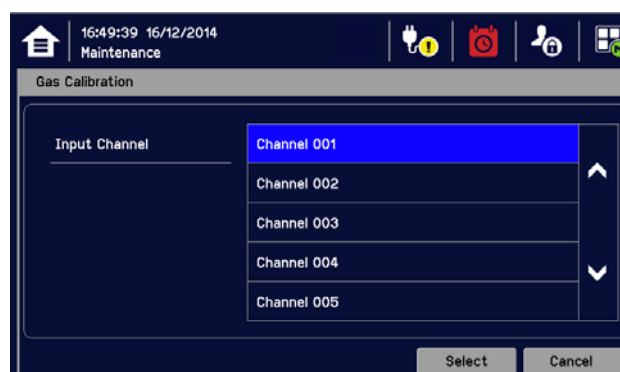 16:49:39 16/12/2014
Maintenance
Gas Calibration
Input Channel
Channel 001
Channel 002
Channel 003
Channel 004
Channel 005
Select
Cancel